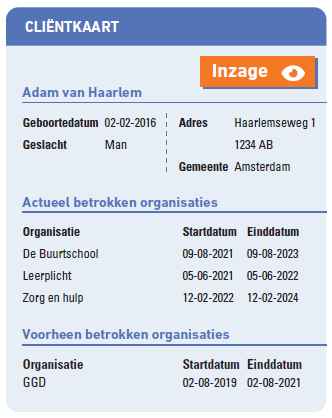 CLIËNTKAART
Inzage
Adam van Haarlem
Geboortedatum 02-02-2016 Adres Haarlemseweg 1
Geslacht Man 1234 AB
Gemeente Amsterdam
Actueel betrokken organisaties
Organisatie Startdatum Einddatum
De Buurtschool 09-08-2021 09-08-2023
Leerplicht 05-06-2021 05-06-2022
Zorg en hulp 12-02-2022 12-02-2024
Voorheen betrokken organisaties
Organisatie Startdatum Einddatum
GGD 02-08-2019 02-08-2021